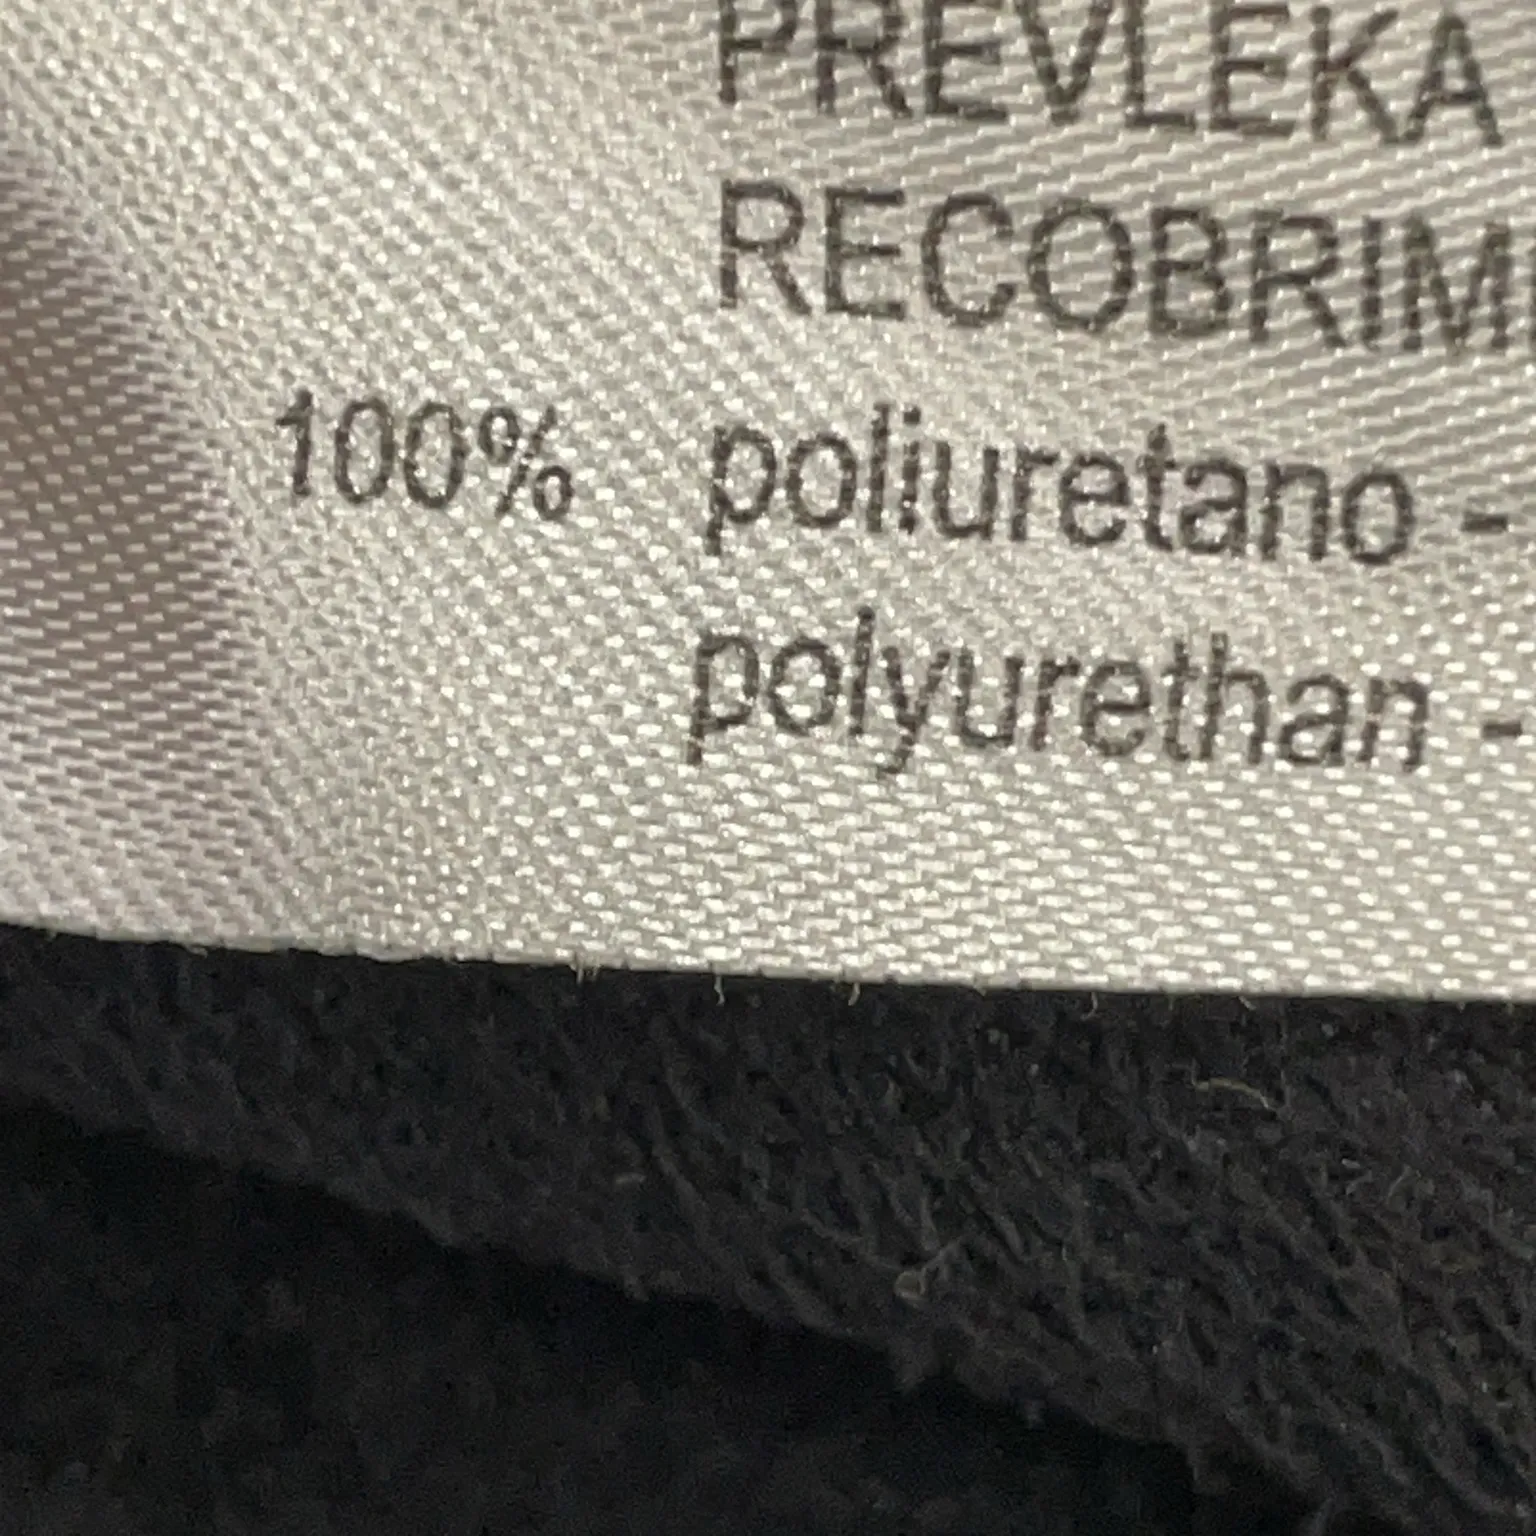 PREVLEKA
RECOBRIM
100% poliuretano -
polyurethan -